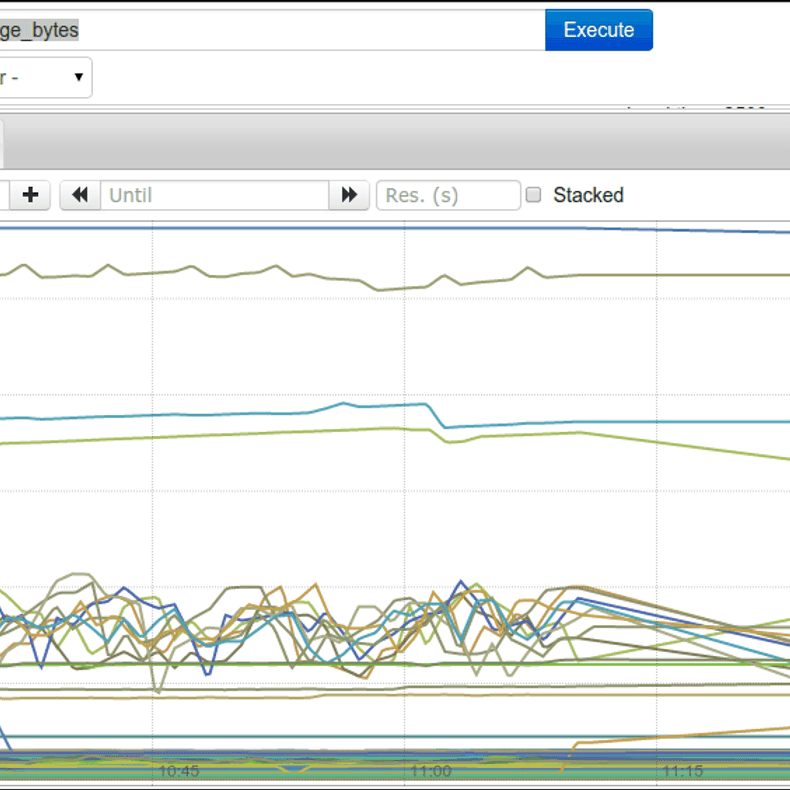 ge_bytes
Execute
r -
+
Until
Res. (s)
Stacked
10:45
11:00
11:15